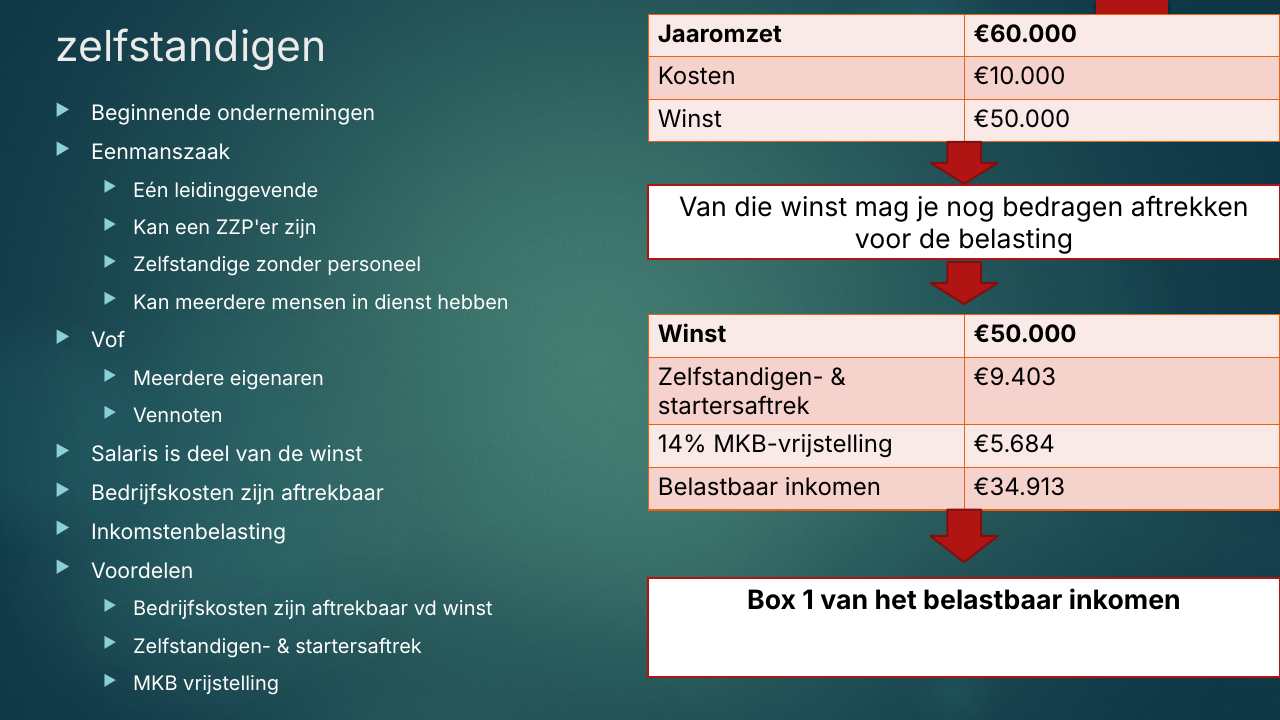 zelfstandigen
Beginnende ondernemingen
Eenmanszaak
Eén leidinggevende
Kan een ZZP'er zijn
Zelfstandige zonder personeel
Kan meerdere mensen in dienst hebben
Vof
Meerdere eigenaren
Vennoten
Salaris is deel van de winst
Bedrijfskosten zijn aftrekbaar
Inkomstenbelasting
Voordelen
Bedrijfskosten zijn aftrekbaar vd winst
Zelfstandigen- & startersaftrek
MKB vrijstelling
Jaaromzet €60.000
Kosten €10.000
Winst €50.000
Van die winst mag je nog bedragen aftrekken
voor de belasting
Winst €50.000
Zelfstandigen- & €9.403
startersaftrek
14% MKB-vrijstelling €5.684
Belastbaar inkomen €34.913
Box 1 van het belastbaar inkomen